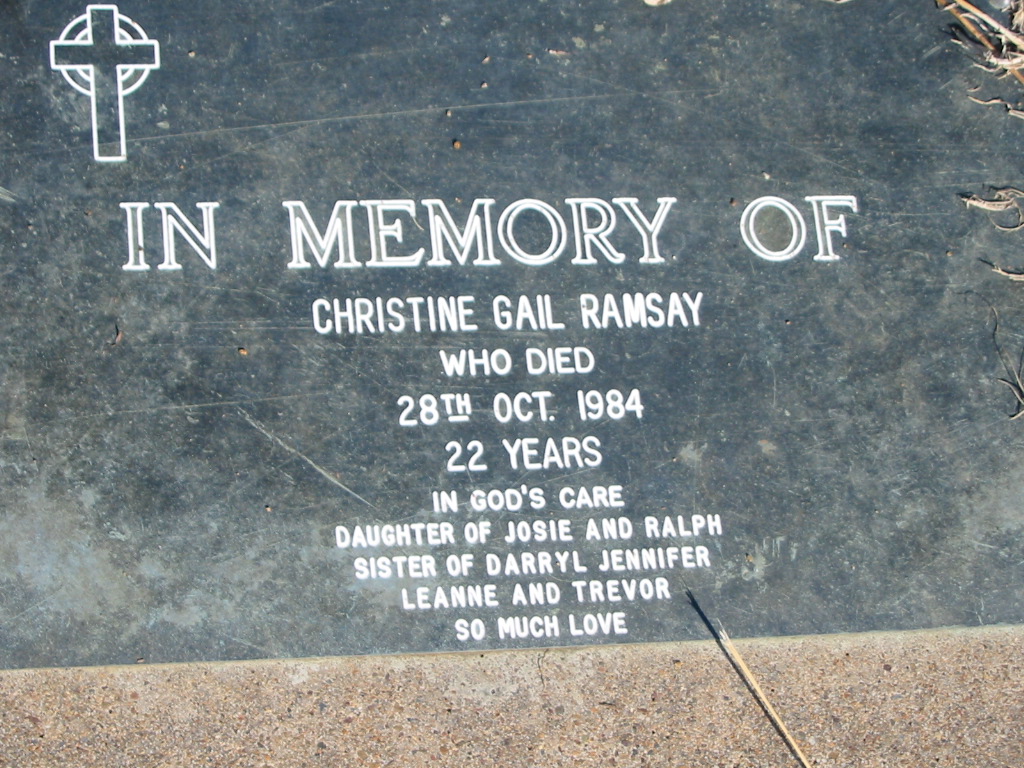 IN MEMORY OF
CHRISTINE GAIL RAMSAY
WHO DIED
28TH OCT. 1984
22 YEARS
IN GOD'S CARE
DAUGHTER OF JOSIE AND RALPH
SISTER OF DARRYL JENNIFER
LEANNE AND TREVOR
SO MUCH LOVE